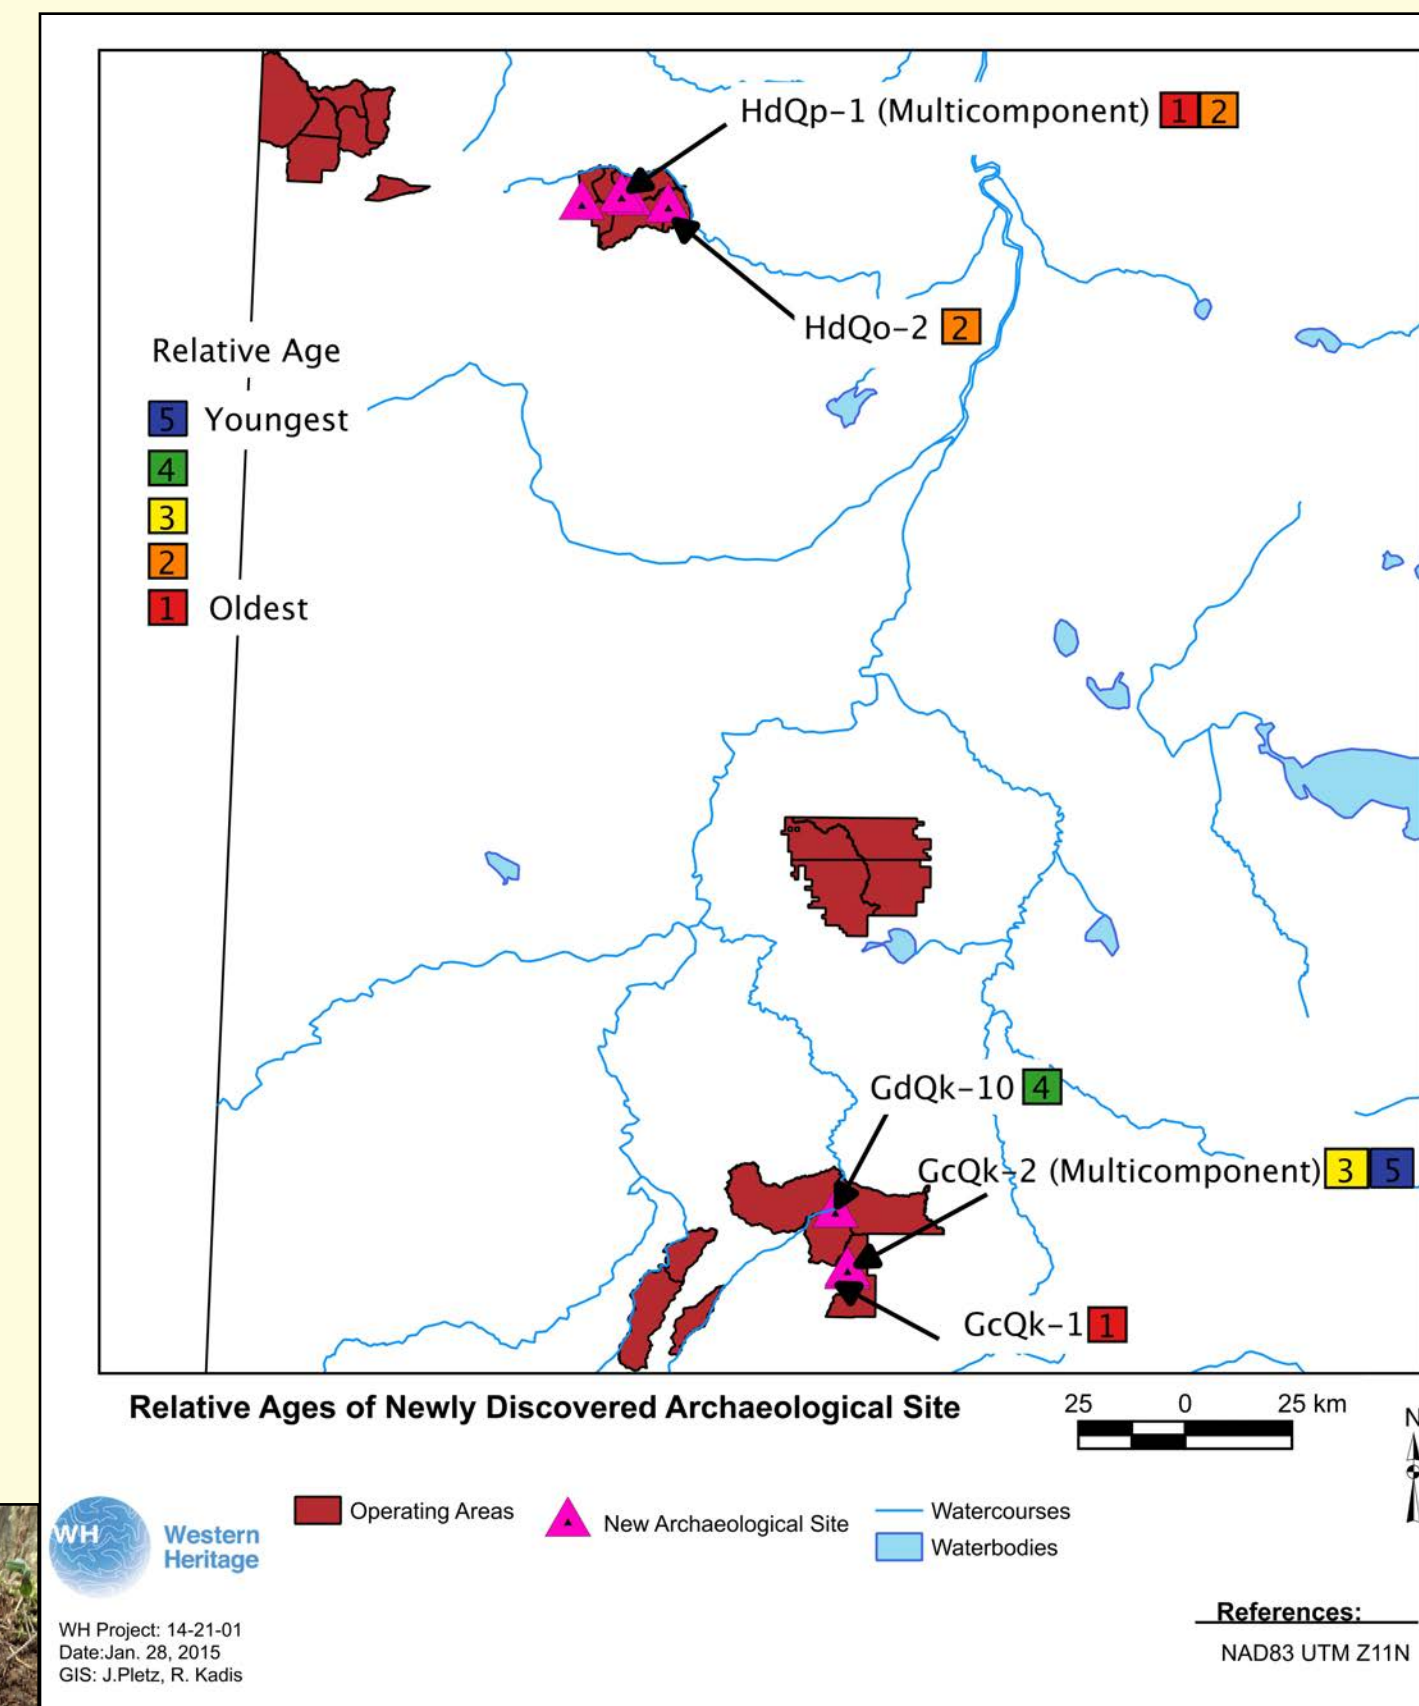 HdQp-1 (Multicomponent) 1 2
HdQo-2 2
Relative Age
5 Youngest
4
3
2
1 Oldest
GdQk-10 4
GcQk-2 (Multicomponent) 3 5
GcQk-1 1
Relative Ages of Newly Discovered Archaeological Site
25 0 25 km
N
WH Western
Heritage
Operating Areas
New Archaeological Site
Watercourses
Waterbodies
WH Project: 14-21-01
Date:Jan. 28, 2015
GIS: J.Pletz, R. Kadis
References:
NAD83 UTM Z11N